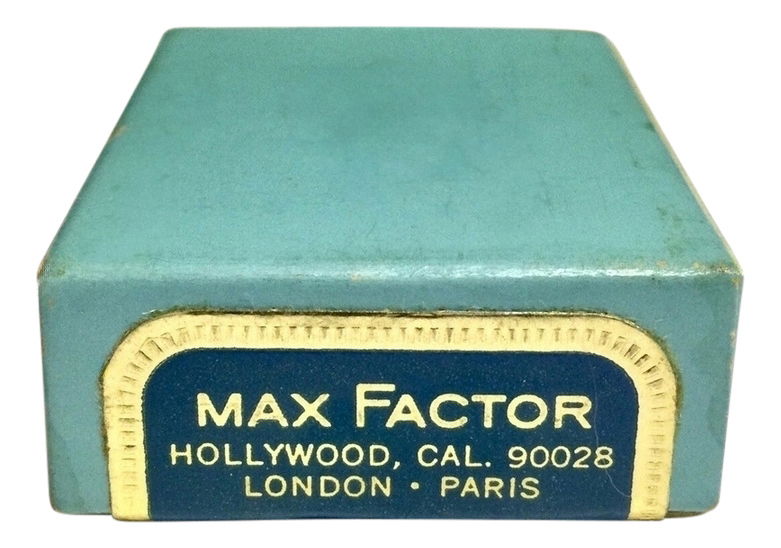 MAX FACTOR
HOLLYWOOD, CAL. 90028
LONDON · PARIS